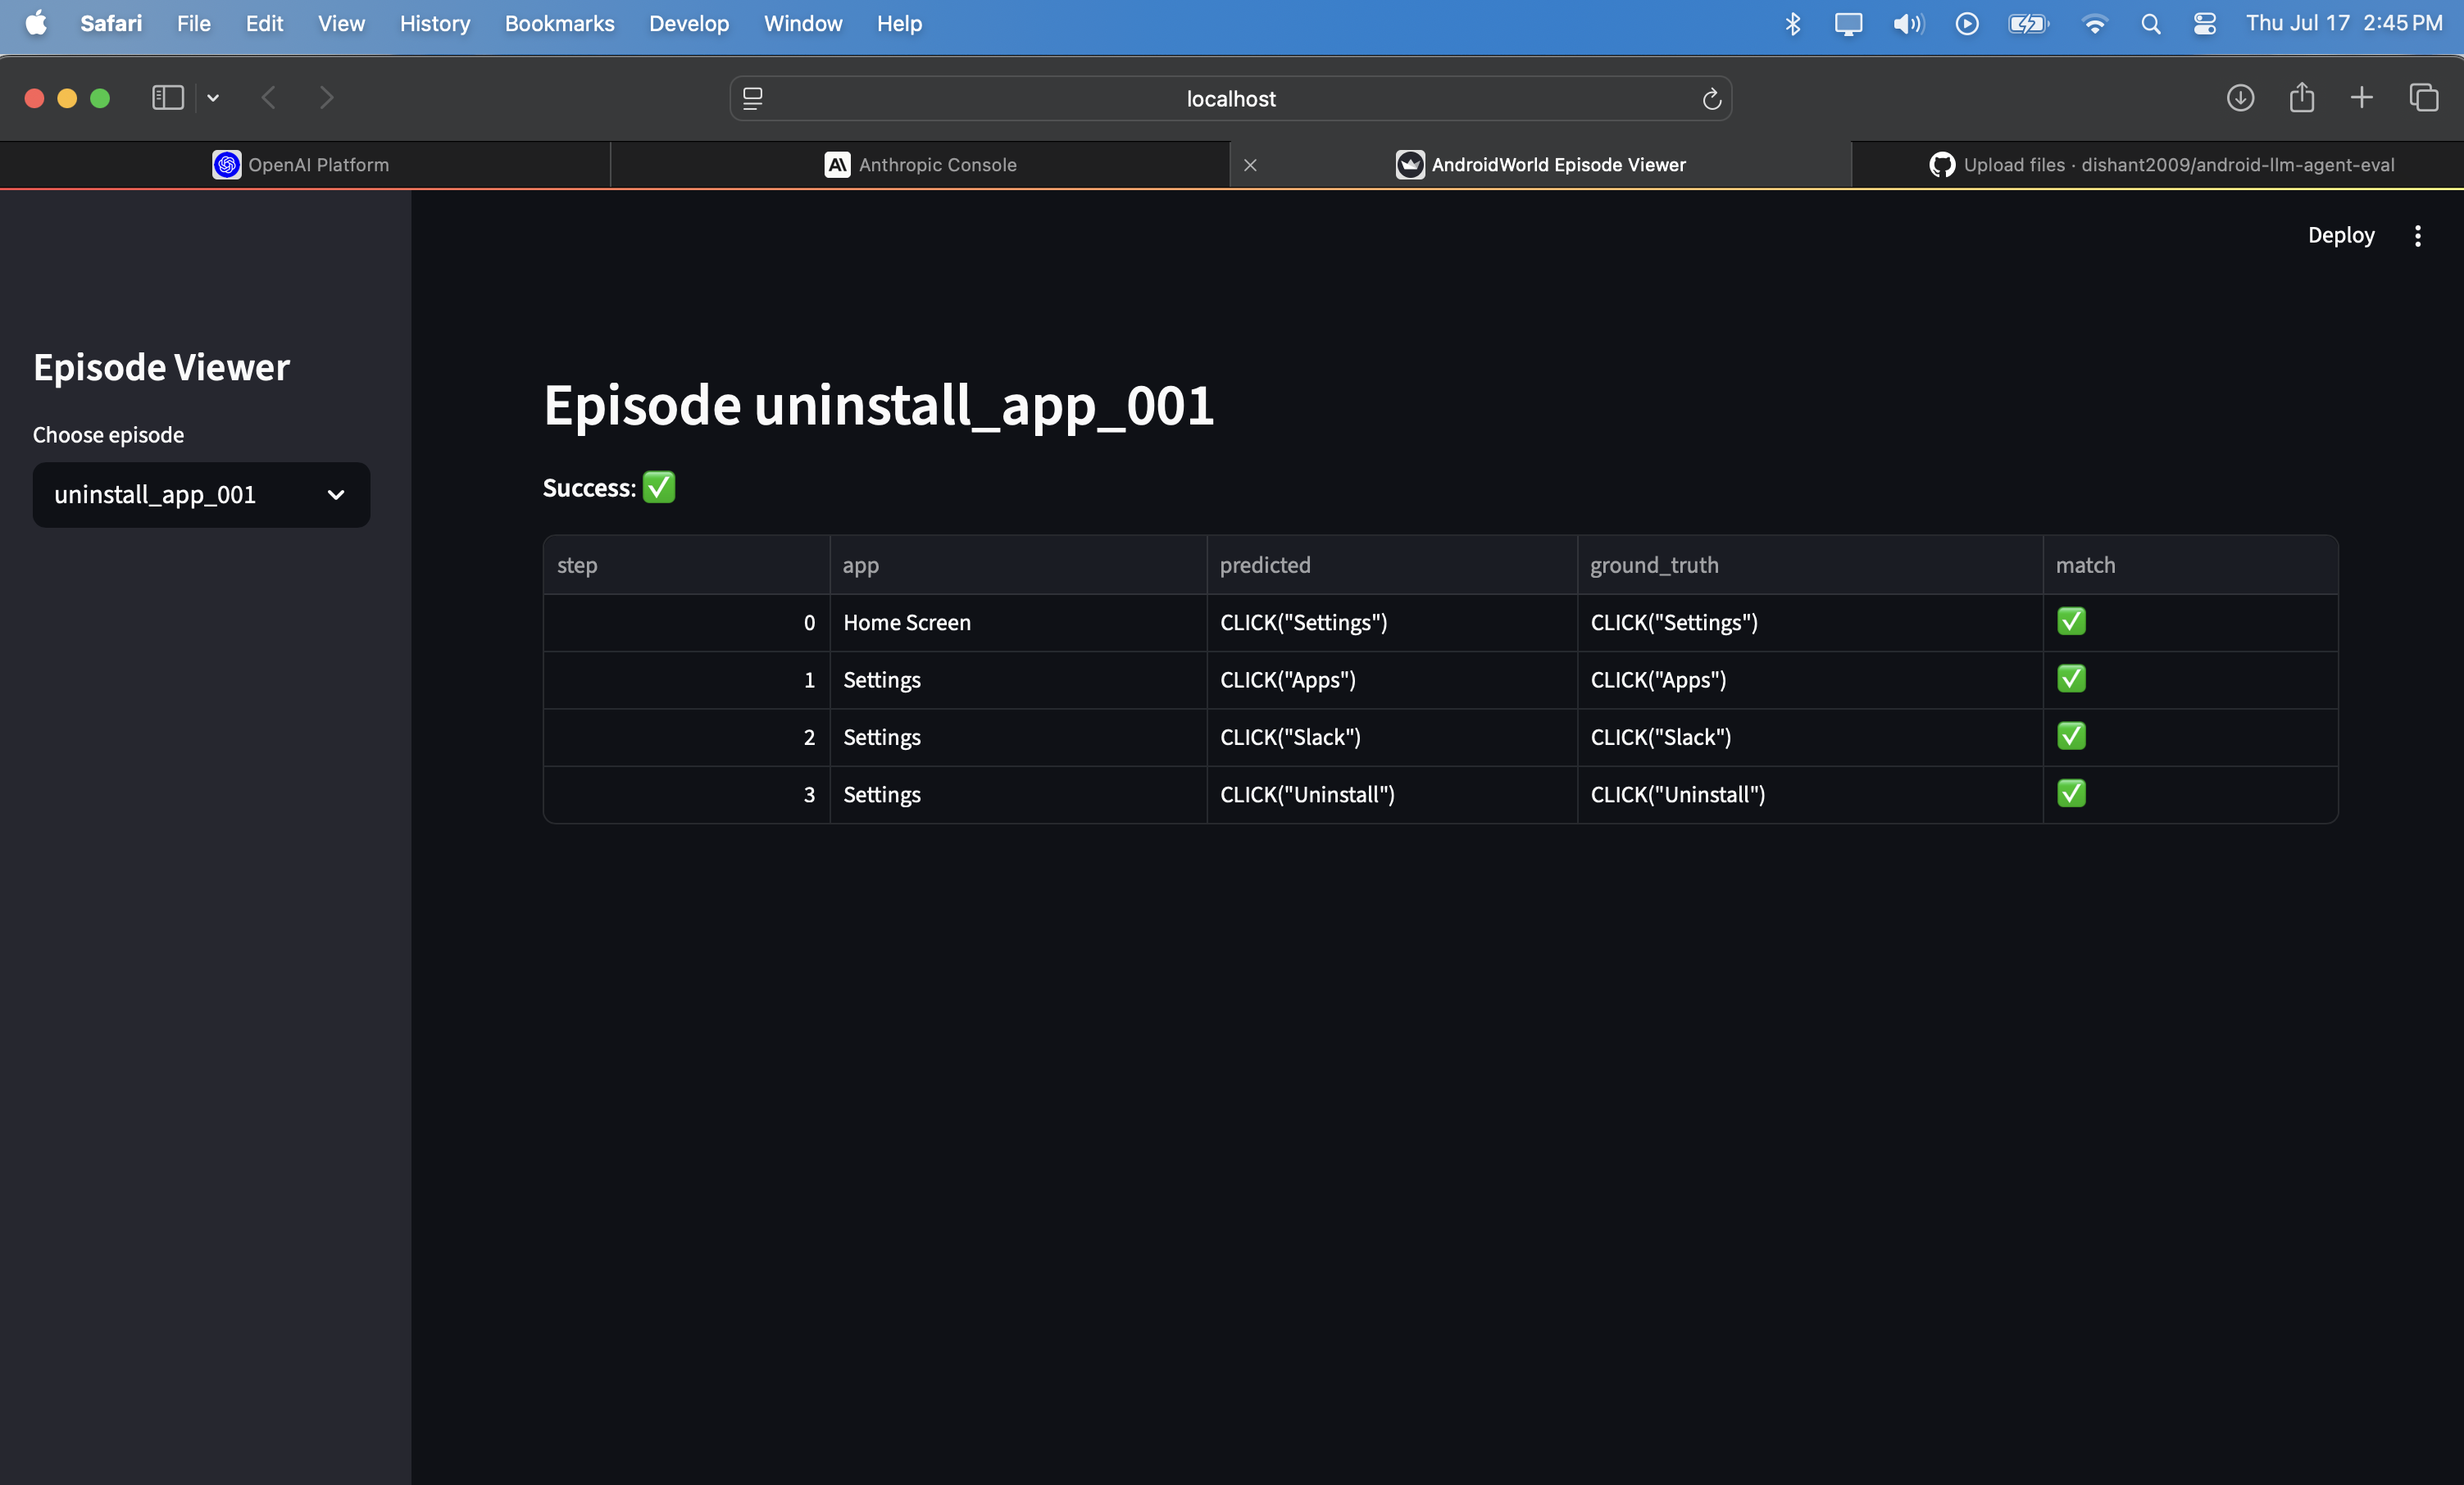 Safari File Edit View History Bookmarks Develop Window Help Thu Jul 17 2:45 PM
localhost
OpenAI Platform Anthropic Console AndroidWorld Episode Viewer Upload files · dishant2009/android-llm-agent-eval
Deploy
Episode Viewer
Choose episode
uninstall_app_001
Episode uninstall_app_001
Success: ✅
step app predicted ground_truth match
0 Home Screen CLICK("Settings") CLICK("Settings") ✅
1 Settings CLICK("Apps") CLICK("Apps") ✅
2 Settings CLICK("Slack") CLICK("Slack") ✅
3 Settings CLICK("Uninstall") CLICK("Uninstall") ✅